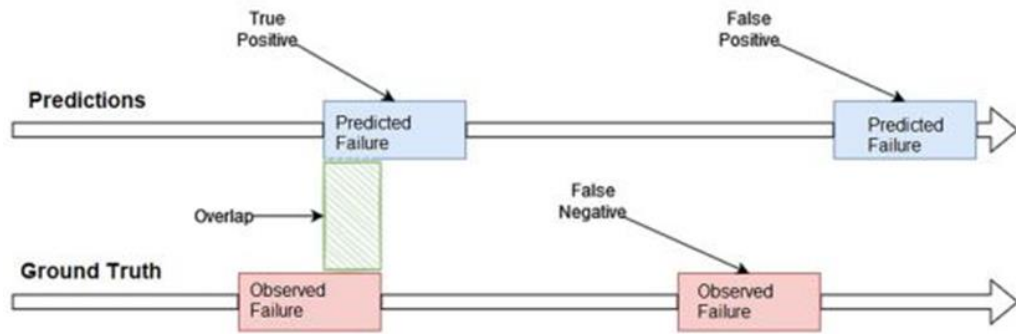 True
Positive
False
Positive
Predictions
Predicted
Failure
Predicted
Failure
Overlap
False
Negative
Ground Truth
Observed
Failure
Observed
Failure